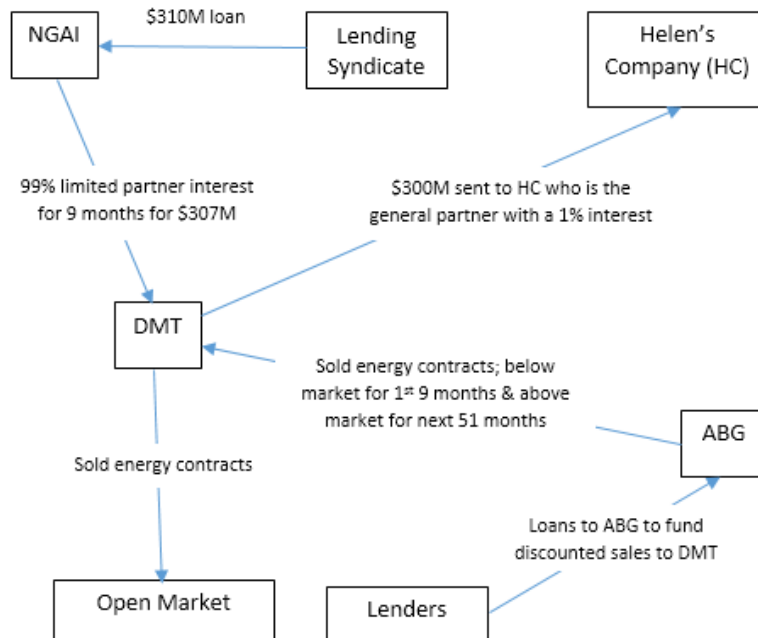 NGAI
$310M loan
Lending
Syndicate
Helen’s
Company (HC)
99% limited partner interest
for 9 months for $307M
$300M sent to HC who is the
general partner with a 1% interest
DMT
Sold energy contracts; below
market for 1st 9 months & above
market for next 51 months
ABG
Sold energy contracts
Loans to ABG to fund
discounted sales to DMT
Open Market
Lenders